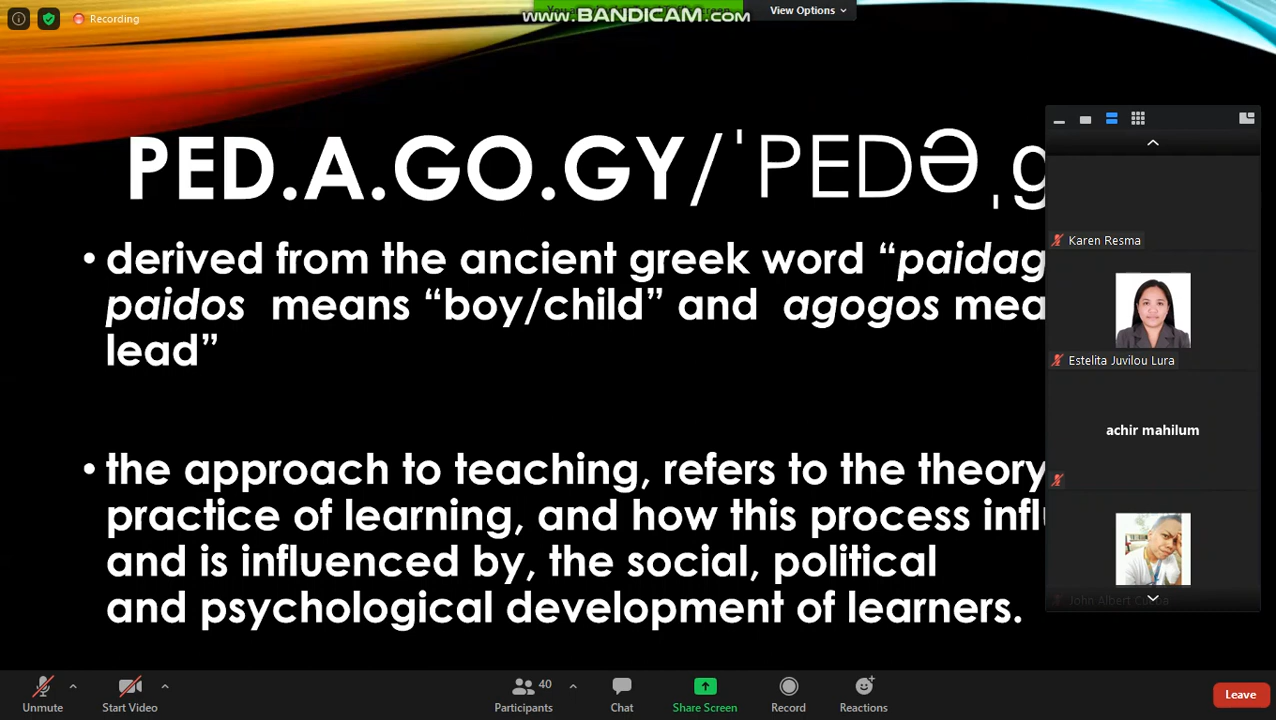 Recording
www.BANDICAM.com
View Options
PED.A.GO.GY/ˈPEDƏˌg
• derived from the ancient greek word “paidag
paidos means “boy/child” and agogos mea
lead”
• the approach to teaching, refers to the theory
practice of learning, and how this process infl
and is influenced by, the social, political
and psychological development of learners.
Karen Resma
Estelita Juvilou Lura
achir mahilum
John Albert
Unmute
Start Video
40
Participants
Chat
Share Screen
Record
Reactions
Leave